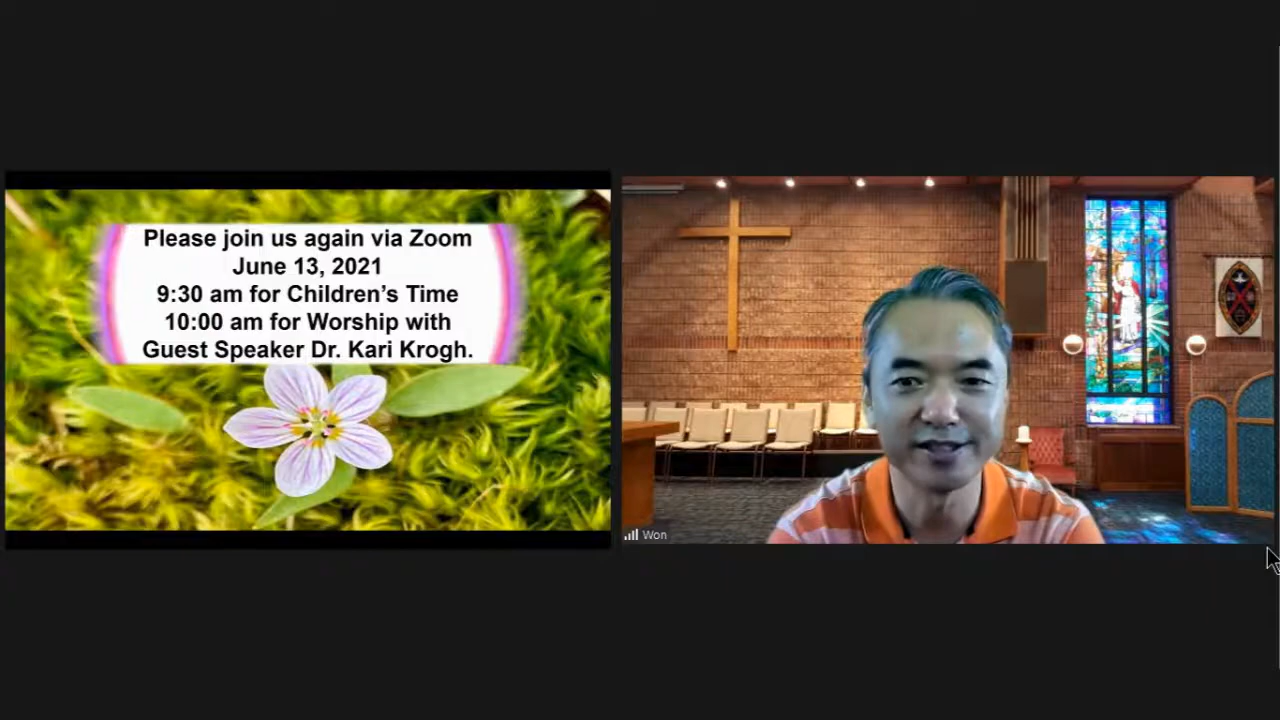 Please join us again via Zoom
June 13, 2021
9:30 am for Children’s Time
10:00 am for Worship with
Guest Speaker Dr. Kari Krogh.
Won